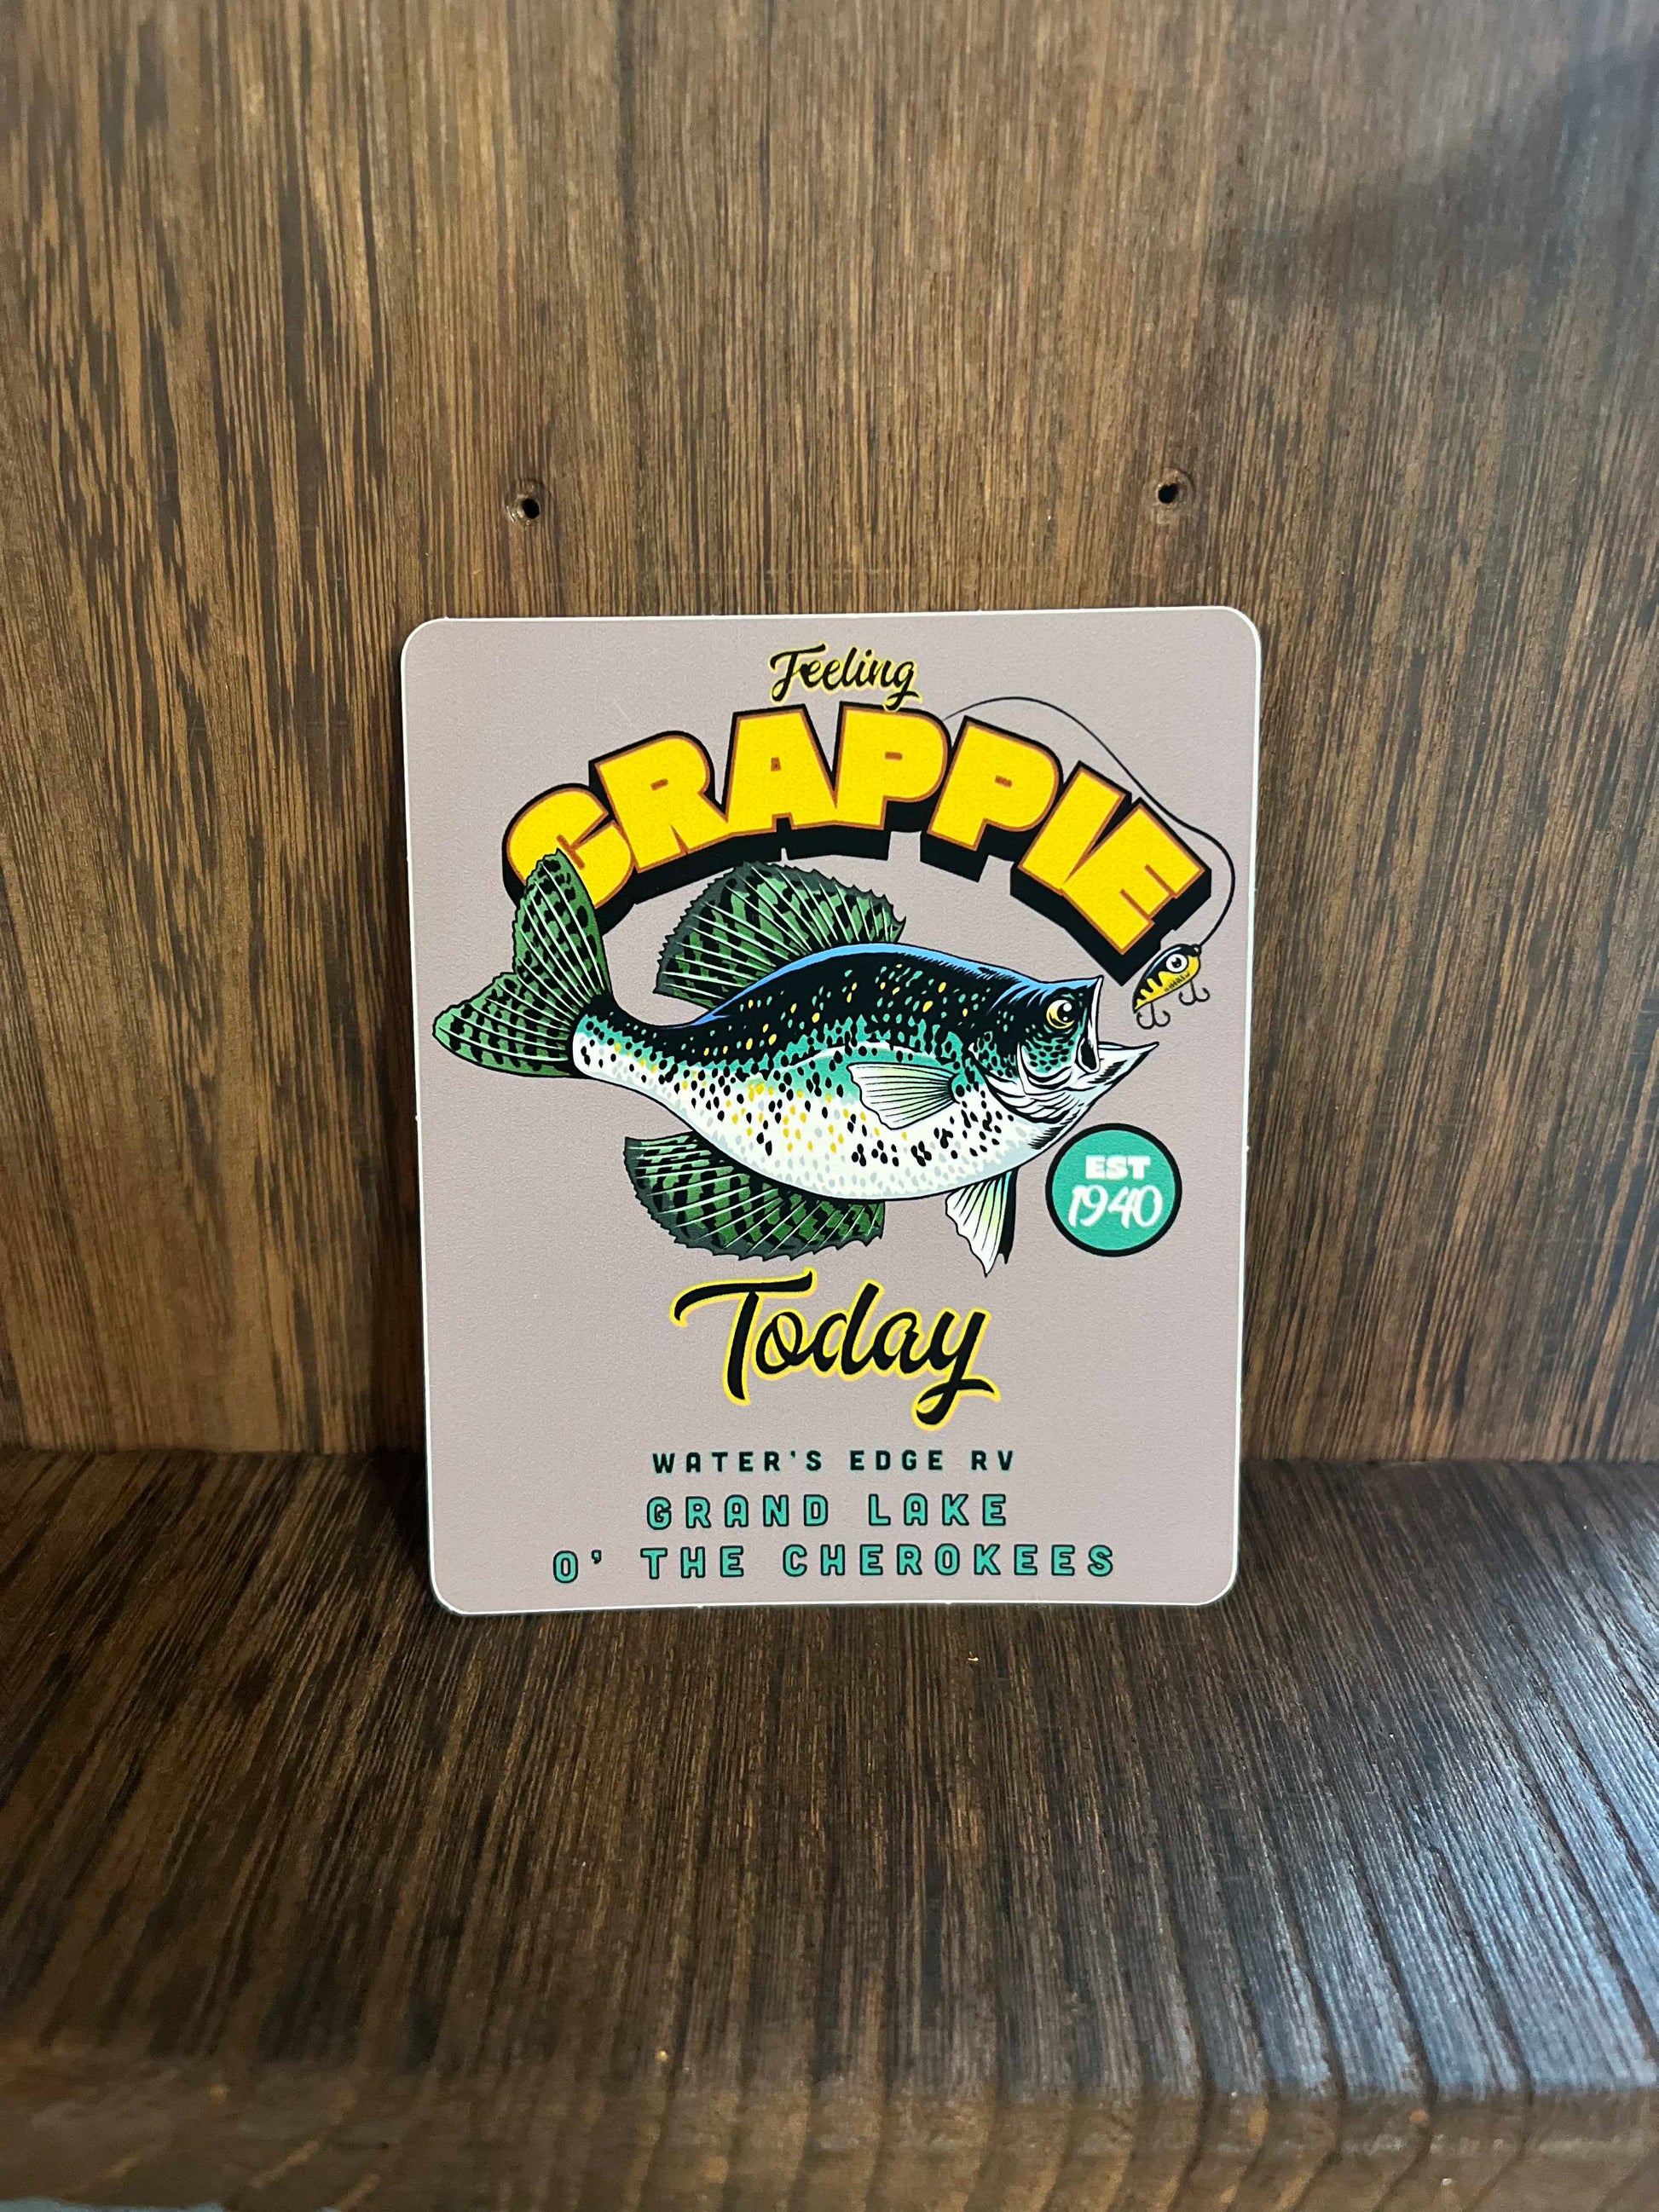 Feeling
CRAPPIE
EST
1940
Today
WATER'S EDGE RV
GRAND LAKE
O' THE CHEROKEES